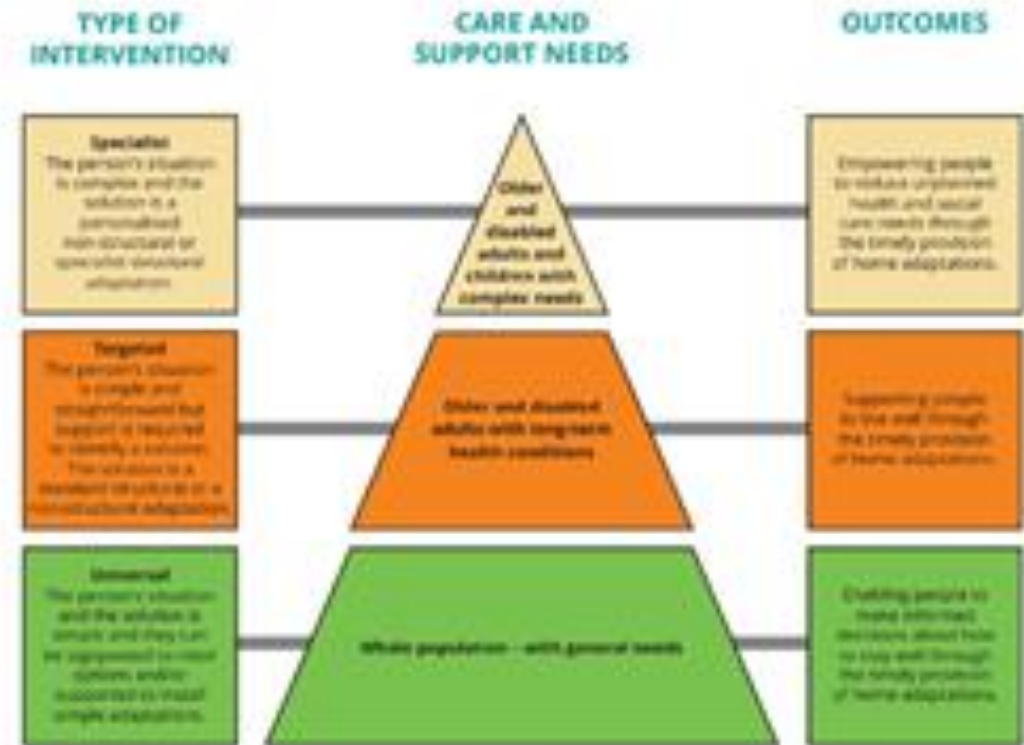 TYPE OF
INTERVENTION
CARE AND
SUPPORT NEEDS
OUTCOMES
Specialist
The person's situation
is complex and the
solution is a
personalised
non-structural or
specialist structural
adaptation.
Older
and
disabled
adults and
children with
complex needs
Empowering people
to reduce unplanned
health and social
care needs through
the timely provision
of home adaptations.
Targeted
The person's situation
is simple and
straightforward but
support is required
to identify a solution.
The solution is a
standard structural or a
non-structural adaptation.
Older and disabled
adults with long-term
health conditions
Supporting people
to live well through
the timely provision
of home adaptations.
Universal
The person's situation
and the solution is
simple and they can
be signposted to
options and/or
supported to install
simple adaptations.
Whole population - with general needs
Enabling people to
make informed
decisions about how
to stay well through
the timely provision
of home adaptations.